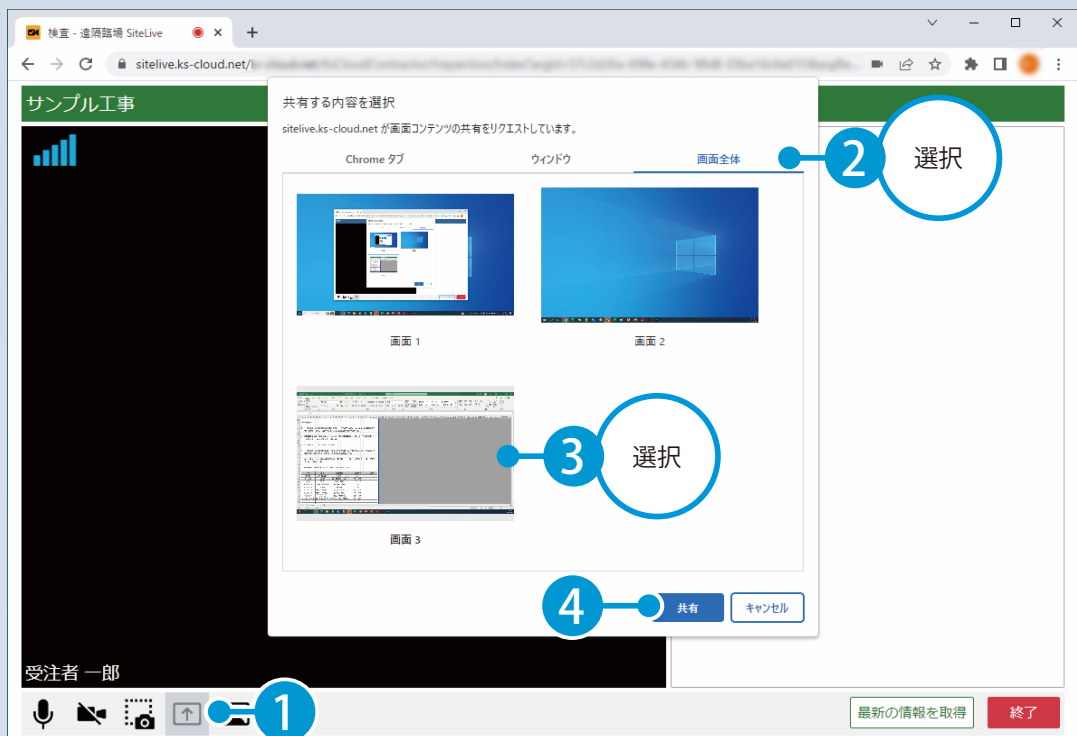 検査 - 遠隔臨場 SiteLive
sitelive.ks-cloud.net/
サンプル工事
共有する内容を選択
sitelive.ks-cloud.net が画面コンテンツの共有をリクエストしています。
Chrome タブ
ウィンドウ
画面全体
2
選択
画面 1
画面 2
3
選択
画面 3
4
共有
キャンセル
受注者 一郎
1
最新の情報を取得
終了